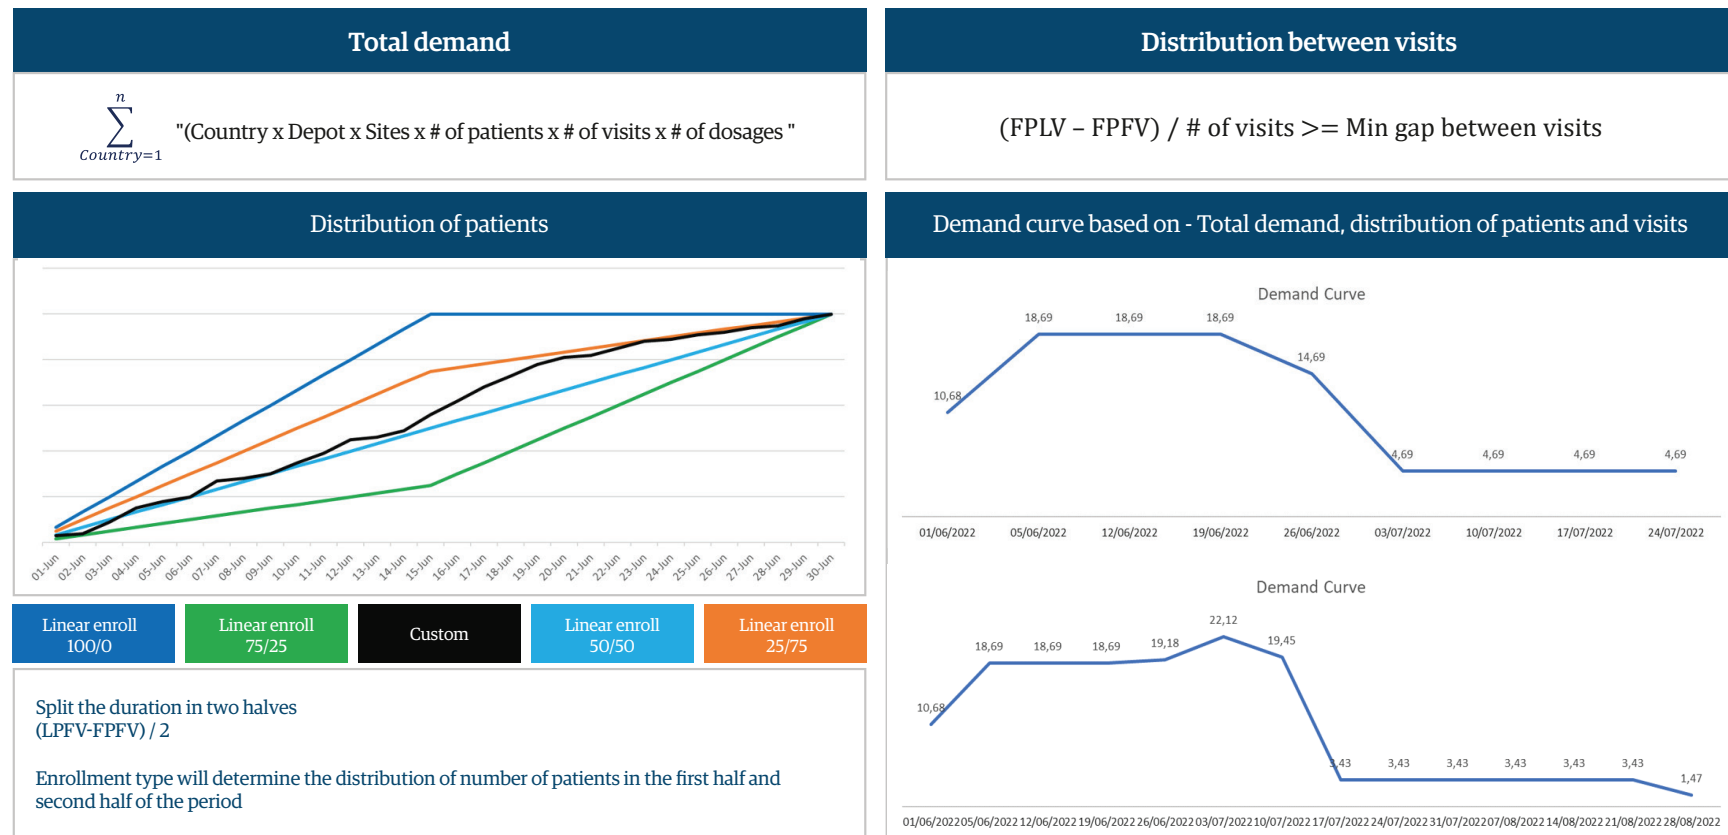 Total demand
n
∑
Country=1
"(Country x Depot x Sites x # of patients x # of visits x # of dosages "
Distribution between visits
(FPLV – FPFV) / # of visits >= Min gap between visits
Distribution of patients
01-Jun 02-Jun 03-Jun 04-Jun 05-Jun 06-Jun 07-Jun 08-Jun 09-Jun 10-Jun 11-Jun 12-Jun 13-Jun 14-Jun 15-Jun 16-Jun 17-Jun 18-Jun 19-Jun 20-Jun 21-Jun 22-Jun 23-Jun 24-Jun 25-Jun 26-Jun 27-Jun 28-Jun 29-Jun 30-Jun
Linear enroll
100/0
Linear enroll
75/25
Custom
Linear enroll
50/50
Linear enroll
25/75
Split the duration in two halves
(LPFV-FPFV) / 2
Enrollment type will determine the distribution of number of patients in the first half and
second half of the period
Demand curve based on - Total demand, distribution of patients and visits
Demand Curve
10,68 18,69 18,69 18,69 14,69 4,69 4,69 4,69 4,69
01/06/2022 05/06/2022 12/06/2022 19/06/2022 26/06/2022 03/07/2022 10/07/2022 17/07/2022 24/07/2022
Demand Curve
10,68 18,69 18,69 18,69 19,18 22,12 19,45 3,43 3,43 3,43 3,43 3,43 3,43 1,47
01/06/2022 05/06/2022 12/06/2022 19/06/2022 26/06/2022 03/07/2022 10/07/2022 17/07/2022 24/07/2022 31/07/2022 07/08/2022 14/08/2022 21/08/2022 28/08/2022